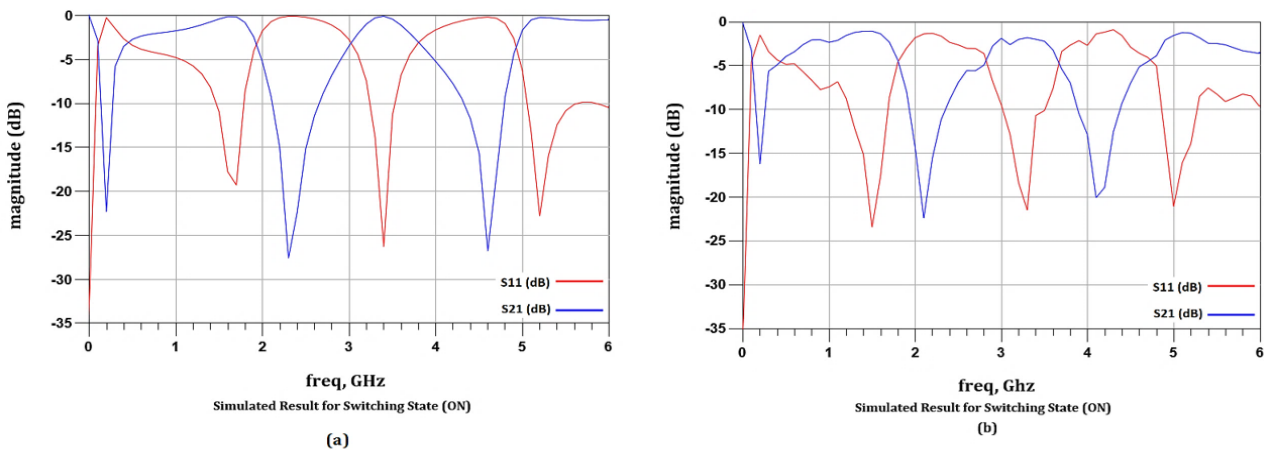 0
-5
-10
-15
-20
-25
-30
-35
magnitude (dB)
S11 (dB)
S21 (dB)
0 1 2 3 4 5 6
freq, GHz
Simulated Result for Switching State (ON)
(a)
0
-5
-10
-15
-20
-25
-30
-35
magnitude (dB)
S11 (dB)
S21 (dB)
0 1 2 3 4 5 6
freq, Ghz
Simulated Result for Switching State (ON)
(b)